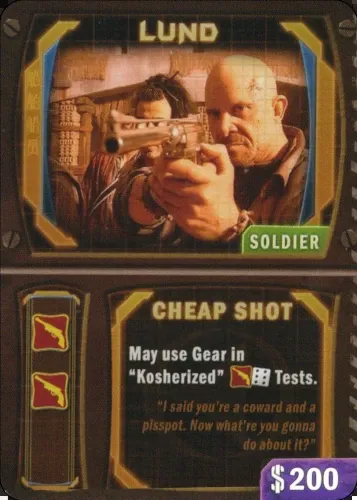 LUND
SOLDIER
CHEAP SHOT
May use Gear in
"Kosherized" Tests.
"I said you're a coward and a
pisspot. Now what're you gonna
do about it?"
$200